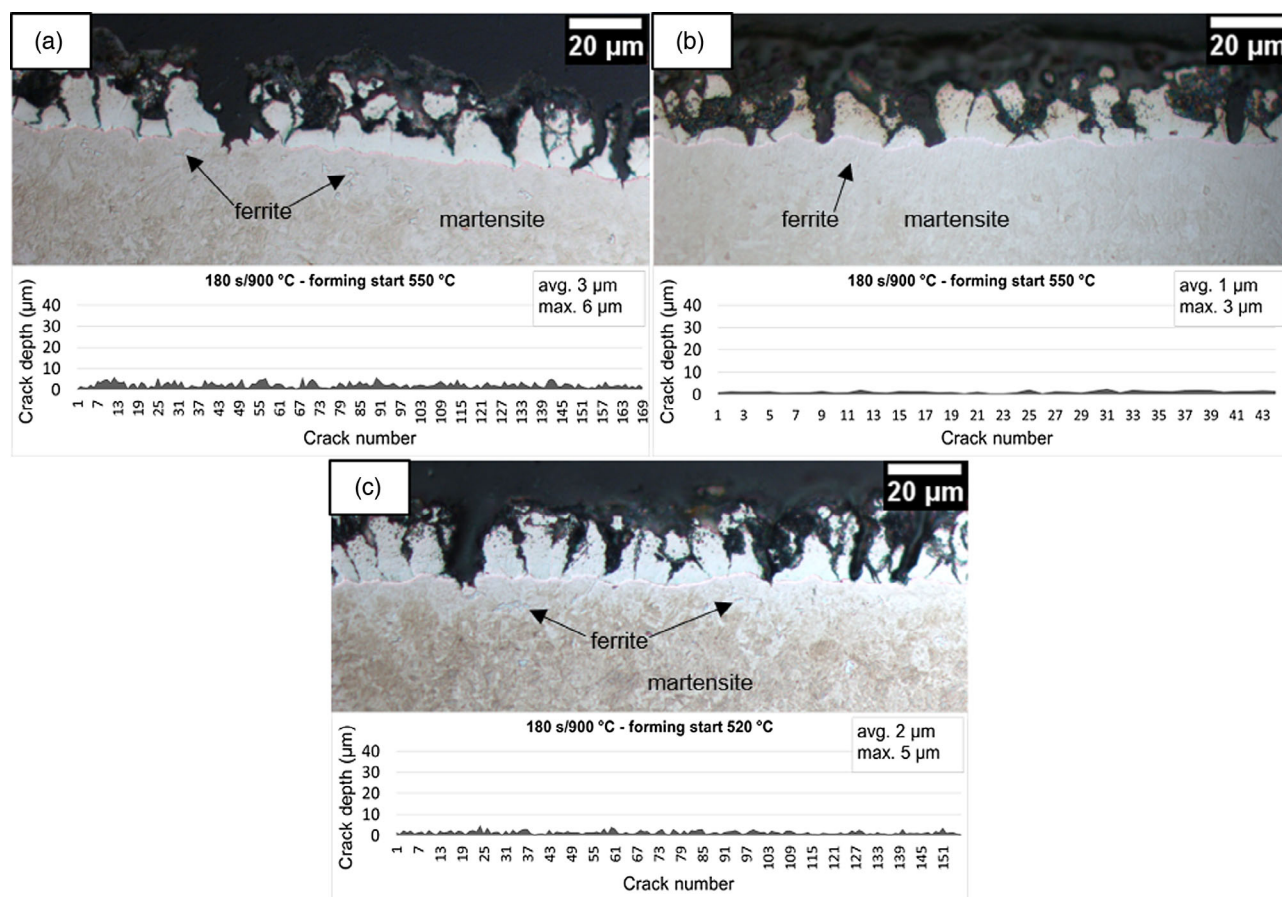 (a)
20 µm
ferrite
martensite
180 s/900 °C - forming start 550 °C
avg. 3 µm
max. 6 µm
Crack depth (µm)
40
30
20
10
0
1 7 13 19 25 31 37 43 49 55 61 67 73 79 85 91 97 103 109 115 121 127 133 139 145 151 157 163 169
Crack number
(b)
20 µm
ferrite
martensite
180 s/900 °C - forming start 550 °C
avg. 1 µm
max. 3 µm
Crack depth (µm)
40
30
20
10
0
1 3 5 7 9 11 13 15 17 19 21 23 25 27 29 31 33 35 37 39 41 43
Crack number
(c)
20 µm
ferrite
martensite
180 s/900 °C - forming start 520 °C
avg. 2 µm
max. 5 µm
Crack depth (µm)
40
30
20
10
0
1 7 13 19 25 31 37 43 49 55 61 67 73 79 85 91 97 103 109 115 121 127 133 139 145 151
Crack number